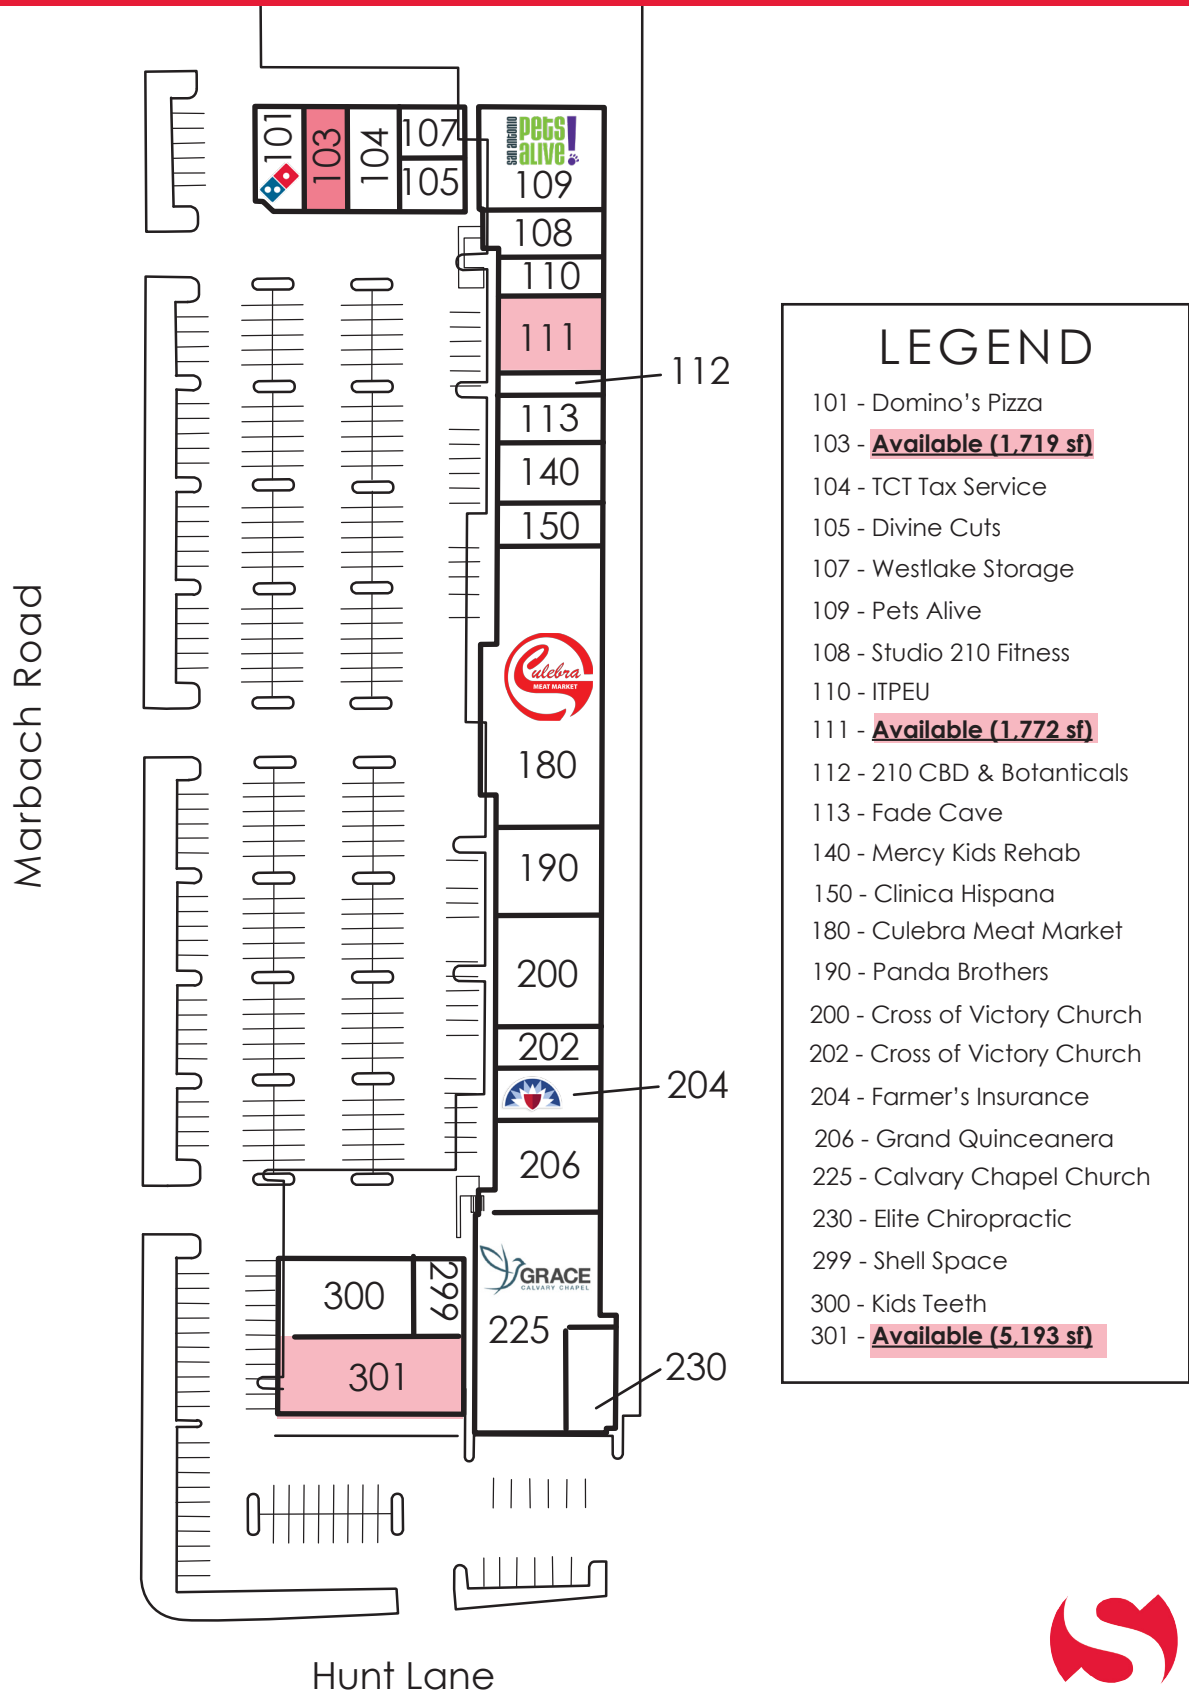 101
103
104
107
105
san antonio
Pets
alive!
109
108
110
111
112
113
140
150
Culebra
MEAT MARKET
180
190
200
202
204
206
GRACE
CALVARY CHAPEL
225
230
300
299
301
Marbach Road
Hunt Lane
LEGEND
101 - Domino's Pizza
103 - Available (1,719 sf)
104 - TCT Tax Service
105 - Divine Cuts
107 - Westlake Storage
109 - Pets Alive
108 - Studio 210 Fitness
110 - ITPEU
111 - Available (1,772 sf)
112 - 210 CBD & Botanticals
113 - Fade Cave
140 - Mercy Kids Rehab
150 - Clinica Hispana
180 - Culebra Meat Market
190 - Panda Brothers
200 - Cross of Victory Church
202 - Cross of Victory Church
204 - Farmer's Insurance
206 - Grand Quinceanera
225 - Calvary Chapel Church
230 - Elite Chiropractic
299 - Shell Space
300 - Kids Teeth
301 - Available (5,193 sf)